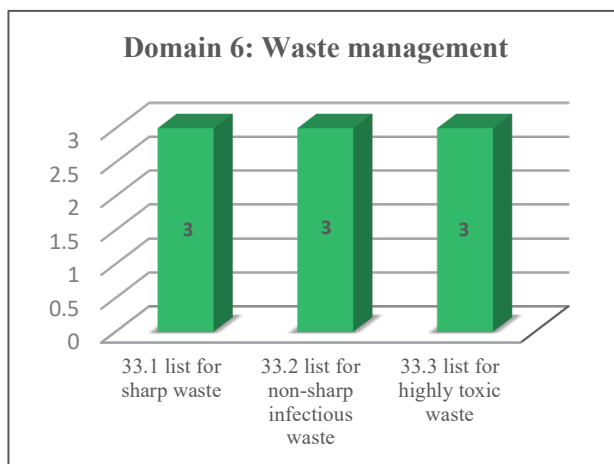 Domain 6: Waste management
3
2.5
2
1.5
1
0.5
0
3
3
3
33.1 list for
sharp waste
33.2 list for
non-sharp
infectious
waste
33.3 list for
highly toxic
waste